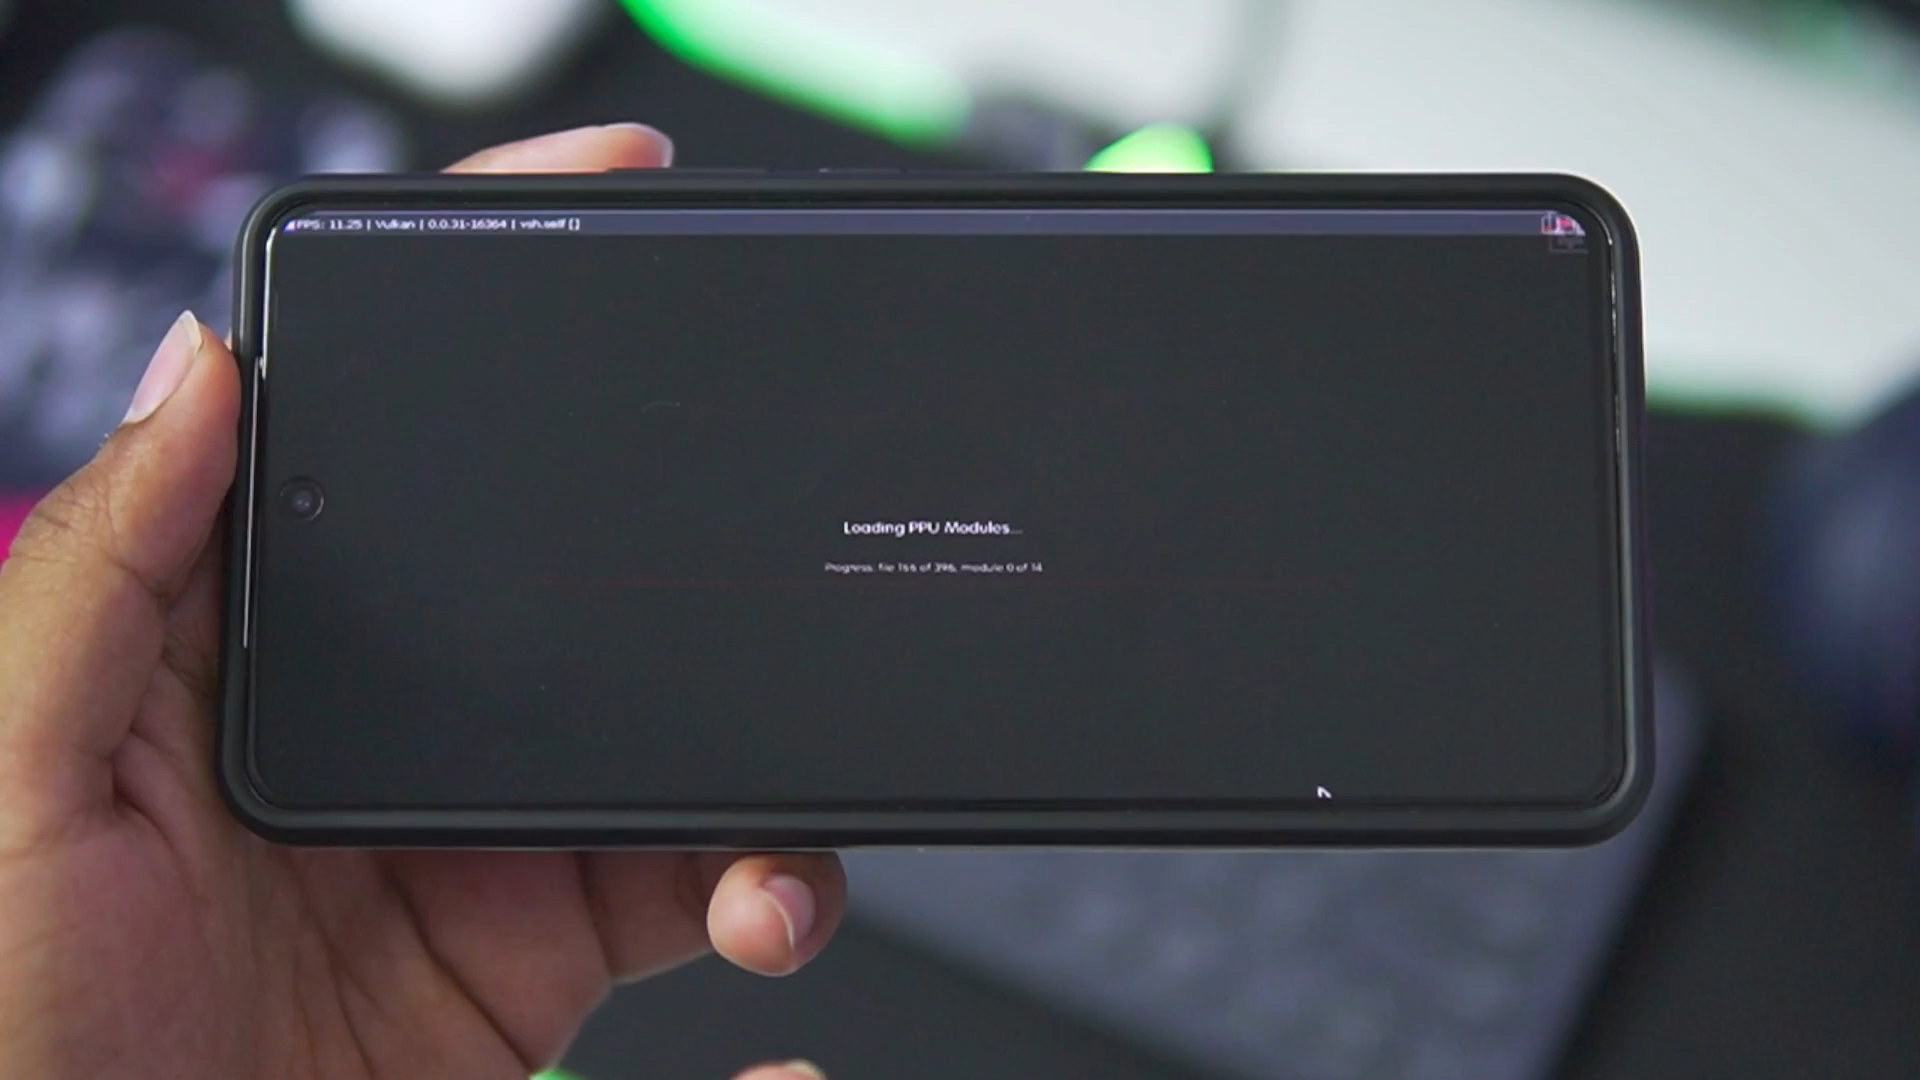 FPS: 11.25 | Vulkan | 0.0.31-16364 | vsh.self []
Loading PPU Modules...
Progress: file 166 of 396, module 0 of 14